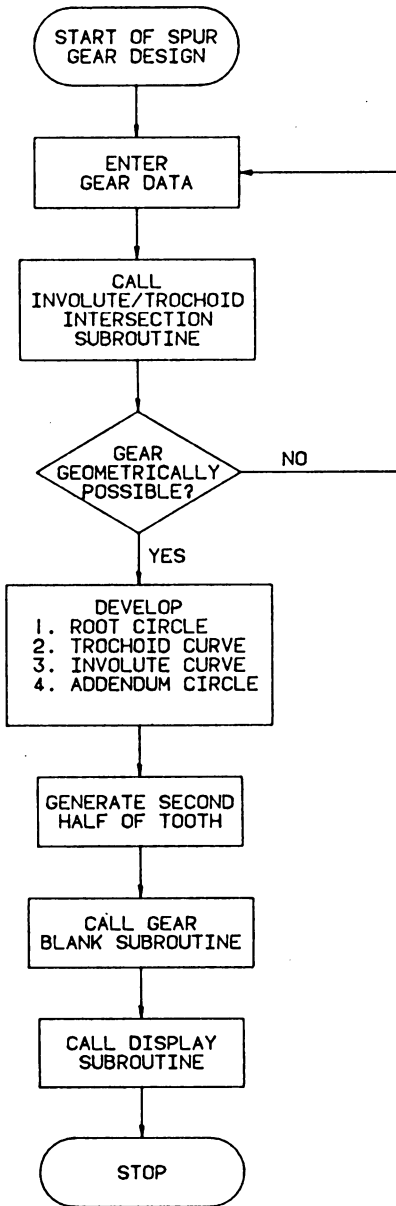 START OF SPUR
GEAR DESIGN
ENTER
GEAR DATA
CALL
INVOLUTE/TROCHOID
INTERSECTION
SUBROUTINE
GEAR
GEOMETRICALLY
POSSIBLE?
NO
YES
DEVELOP
1. ROOT CIRCLE
2. TROCHOID CURVE
3. INVOLUTE CURVE
4. ADDENDUM CIRCLE
GENERATE SECOND
HALF OF TOOTH
CALL GEAR
BLANK SUBROUTINE
CALL DISPLAY
SUBROUTINE
STOP